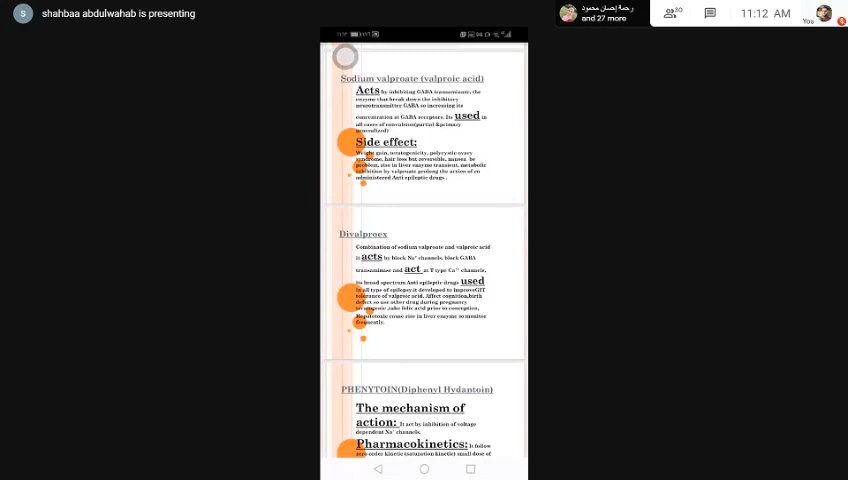 S shahbaa abdulwahab is presenting
رحمة إحسان محمود
and 27 more
30
11:12 AM
You
Sodium valproate (valproic acid)
Acts by inhibiting GABA transaminase, the
enzyme that break down the inhibitory
neurotransmitter GABA so increasing its
concentration at GABA receptors. Its used in
all cases of convulsion(partial &primary
generalized)
Side effect:
Weight gain, teratogenicity, polycystic ovary
syndrome, hair loss but reversible, nausea be
problem, rise in liver enzyme transient, metabolic
inhibition by valproate prolong the action of co
administered Anti epileptic drugs .
Divalproex
Combination of sodium valproate and valproic acid
it acts by block Na⁺ channels, block GABA
transaminase and act at T type Ca channels,
Its broad spectrum Anti epileptic drugs used
in all type of epilepsy,it developed to improveGIT
tolerance of valproic acid. Affect cognition,birth
defect so use other drug during pregnancy
,take folic acid prior to conception,
Hepatotoxic cause rise in liver enzyme so monitor
frequently.
PHENYTOIN(Diphenyl Hydantoin)
The mechanism of
action: It act by inhibition of voltage
dependent Na⁺ channels.
Pharmacokinetics: It follow
zero-order kinetic (saturation kinetic) small dose of